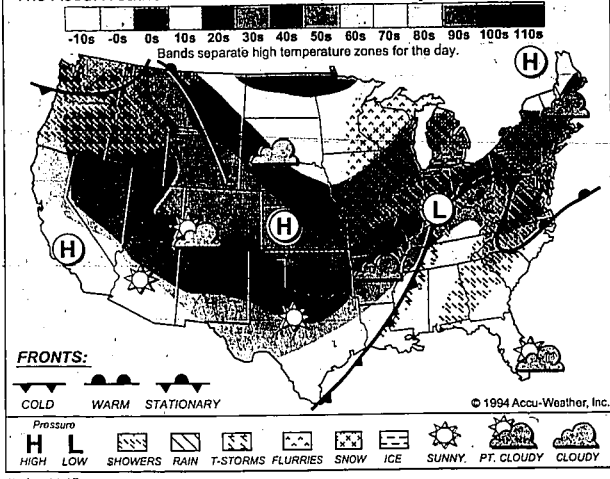 -10s -0s 0s 10s 20s 30s 40s 50s 60s 70s 80s 90s 100s 110s
Bands separate high temperature zones for the day.
H
H
L
H
FRONTS:
COLD WARM STATIONARY
© 1994 Accu-Weather, Inc.
Pressure
H L
HIGH LOW SHOWERS RAIN T-STORMS FLURRIES SNOW ICE SUNNY PT. CLOUDY CLOUDY